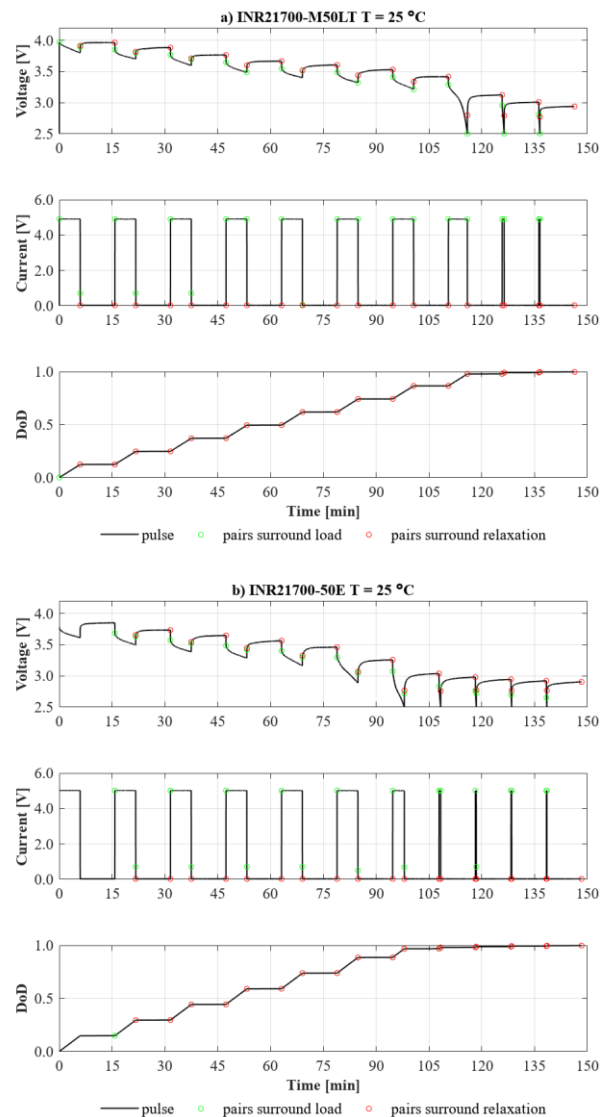 a) INR21700-M50LT T = 25 °C
4.0
3.5
3.0
2.5
Voltage [V]
0 15 30 45 60 75 90 105 120 135 150
6.0
4.0
2.0
0.0
Current [V]
0 15 30 45 60 75 90 105 120 135 150
1.0
0.5
0.0
DoD
0 15 30 45 60 75 90 105 120 135 150
Time [min]
pulse pairs surround load pairs surround relaxation
b) INR21700-50E T = 25 °C
4.0
3.5
3.0
2.5
Voltage [V]
0 15 30 45 60 75 90 105 120 135 150
6.0
4.0
2.0
0.0
Current [V]
0 15 30 45 60 75 90 105 120 135 150
1.0
0.5
0.0
DoD
0 15 30 45 60 75 90 105 120 135 150
Time [min]
pulse pairs surround load pairs surround relaxation